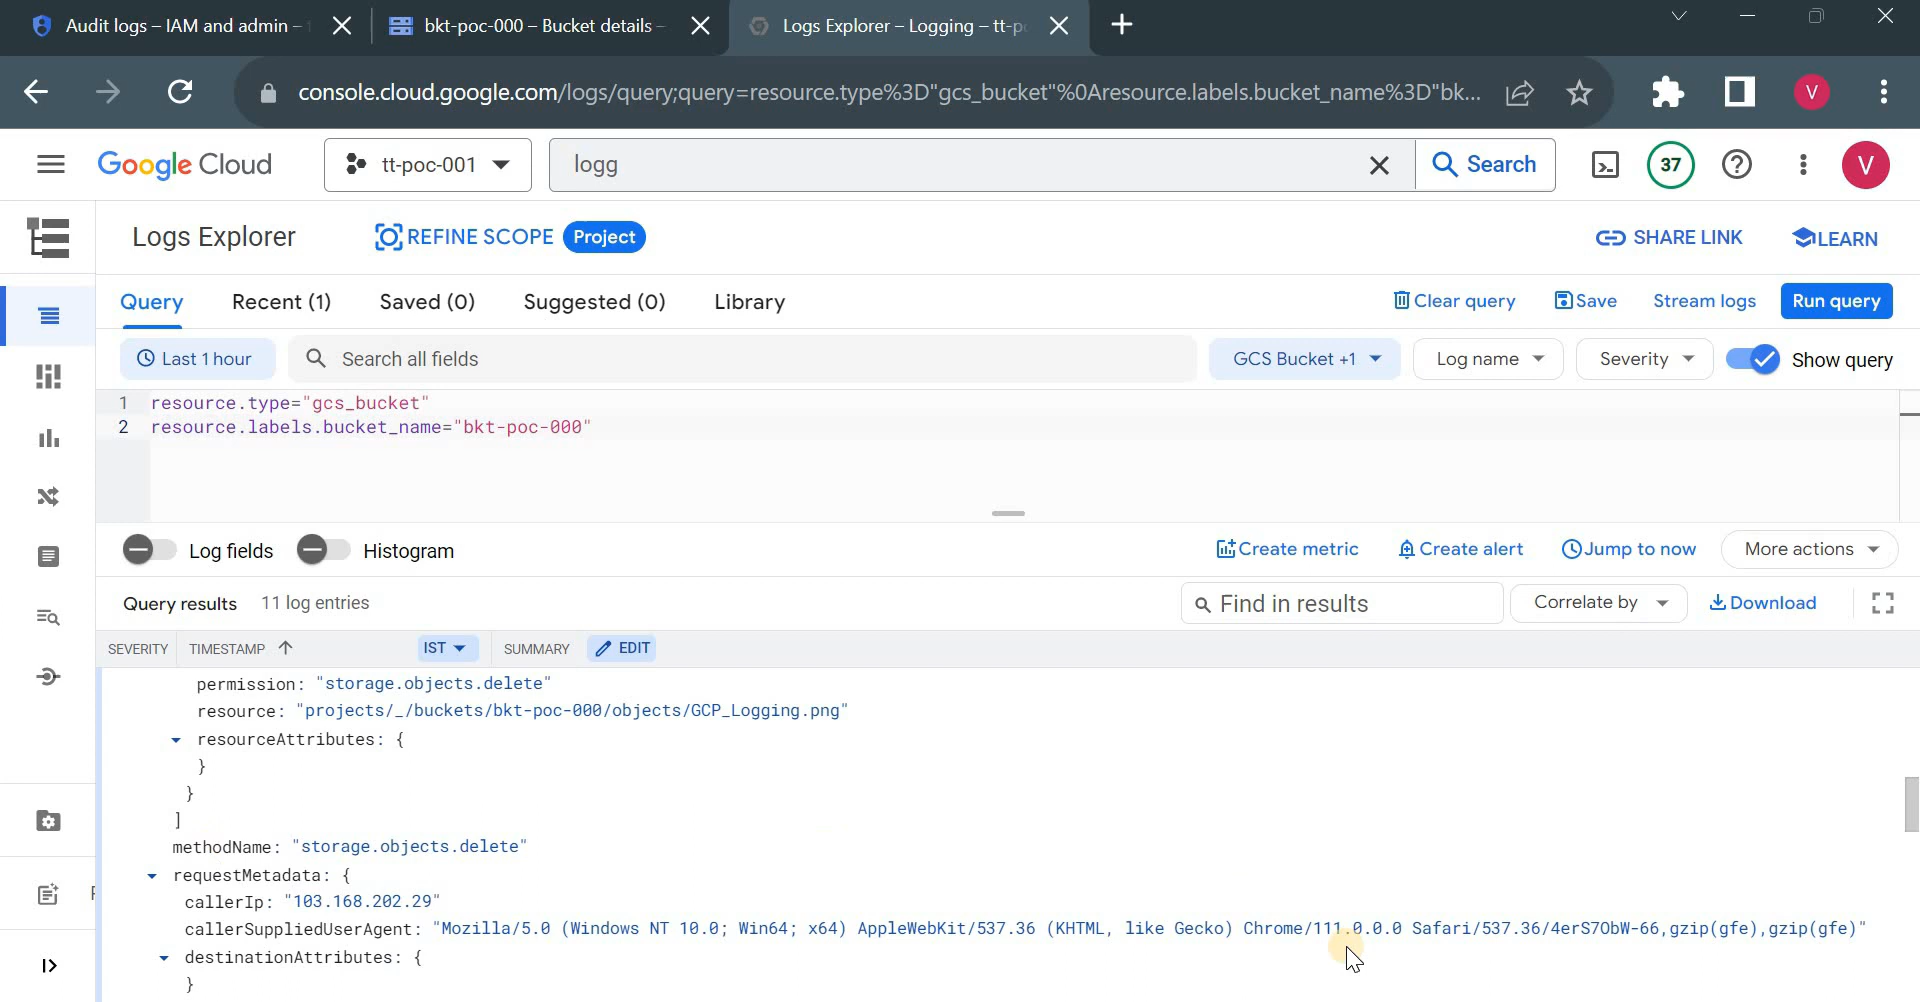 Audit logs – IAM and admin –
bkt-poc-000 – Bucket details –
Logs Explorer – Logging – tt-p
console.cloud.google.com/logs/query;query=resource.type%3D"gcs_bucket"%0Aresource.labels.bucket_name%3D"bk...
V
Google Cloud
tt-poc-001
logg
Search
37
V
Logs Explorer
REFINE SCOPE
Project
SHARE LINK
LEARN
Query
Recent (1)
Saved (0)
Suggested (0)
Library
Clear query
Save
Stream logs
Run query
Last 1 hour
Search all fields
GCS Bucket +1
Log name
Severity
Show query
1 resource.type="gcs_bucket"
2 resource.labels.bucket_name="bkt-poc-000"
Log fields
Histogram
Create metric
Create alert
Jump to now
More actions
Query results
11 log entries
Find in results
Correlate by
Download
SEVERITY
TIMESTAMP
IST
SUMMARY
EDIT
permission: "storage.objects.delete"
resource: "projects/_/buckets/bkt-poc-000/objects/GCP_Logging.png"
resourceAttributes: {
}
}
]
methodName: "storage.objects.delete"
requestMetadata: {
callerIp: "103.168.202.29"
callerSuppliedUserAgent: "Mozilla/5.0 (Windows NT 10.0; Win64; x64) AppleWebKit/537.36 (KHTML, like Gecko) Chrome/111.0.0.0 Safari/537.36/4erS7ObW-66,gzip(gfe),gzip(gfe)"
destinationAttributes: {
}